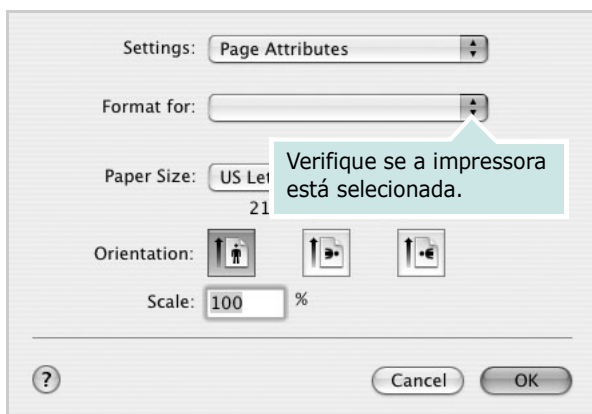 Settings: Page Attributes
Format for:
Verifique se a impressora
está selecionada.
Paper Size: US Let
21
Orientation:
Scale: 100 %
? Cancel OK